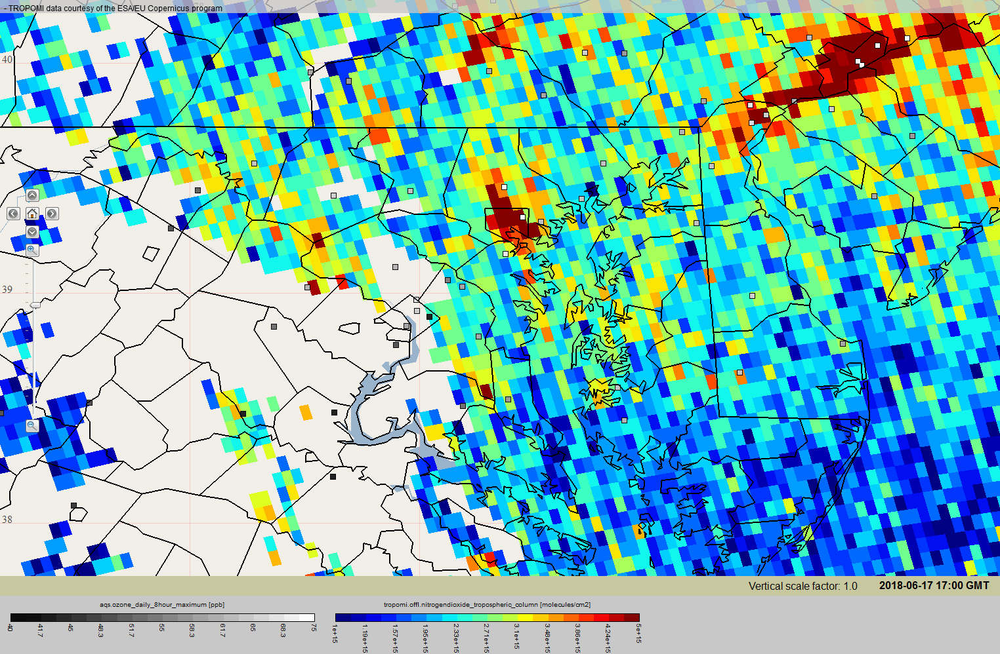 - TROPOMI data courtesy of the ESA/EU Copernicus program
40
39
38
Vertical scale factor: 1.0 2018-06-17 17:00 GMT
aqs.ozone_daily_8hour_maximum [ppb]
40 41.7 45 48.3 51.7 55 58.3 61.7 65 68.3 75
tropomi.offl.nitrogendioxide_tropospheric_column [molecules/cm2]
1e+15 1.19e+15 1.57e+15 1.95e+15 2.33e+15 2.71e+15 3.1e+15 3.48e+15 3.86e+15 4.24e+15 5e+15